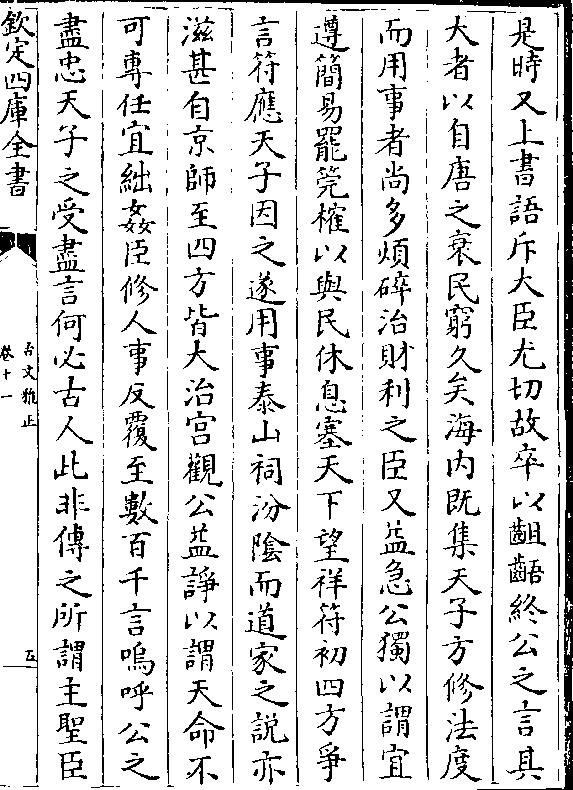 是時又上書語斥大臣尤切故卒以齟齬終公之言其
大者以自唐之衰民窮久矣海内既集天子方修法度
而用事者尚多煩碎治財利之臣又益急公獨以謂宜
遵簡易罷筦榷以與民休息塞天下望祥符初四方爭
言符應天子因之遂用事泰山祠汾陰而道家之說亦
滋甚自京師至四方皆大治宮觀公益諍以謂天命不
可專任宜絀姦臣修人事反覆至數百千言嗚呼公之
盡忠天子之受盡言何必古人此非傳之所謂主聖臣
欽定四庫全書
古文雅正
卷十一
五